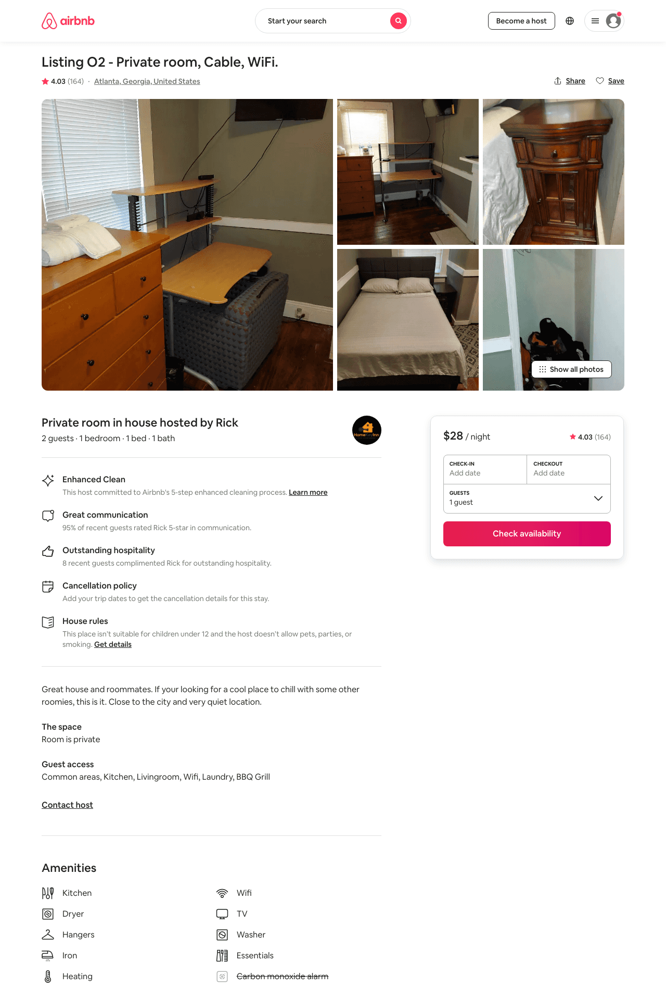 airbnb
Start your search
Become a host
Listing O2 - Private room, Cable, WiFi.
4.03 (164) · Atlanta, Georgia, United States
Share
Save
Show all photos
Private room in house hosted by Rick
2 guests · 1 bedroom · 1 bed · 1 bath
HomeKeyInn
$28 / night
4.03 (164)
CHECK-IN
Add date
CHECKOUT
Add date
GUESTS
1 guest
Check availability
Enhanced Clean
This host committed to Airbnb's 5-step enhanced cleaning process. Learn more
Great communication
95% of recent guests rated Rick 5-star in communication.
Outstanding hospitality
8 recent guests complimented Rick for outstanding hospitality.
Cancellation policy
Add your trip dates to get the cancellation details for this stay.
House rules
This place isn't suitable for children under 12 and the host doesn't allow pets, parties, or
smoking. Get details
Great house and roommates. If your looking for a cool place to chill with some other
roomies, this is it. Close to the city and very quiet location.
The space
Room is private
Guest access
Common areas, Kitchen, Livingroom, Wifi, Laundry, BBQ Grill
Contact host
Amenities
Kitchen
Wifi
Dryer
TV
Hangers
Washer
Iron
Essentials
Heating
Carbon monoxide alarm